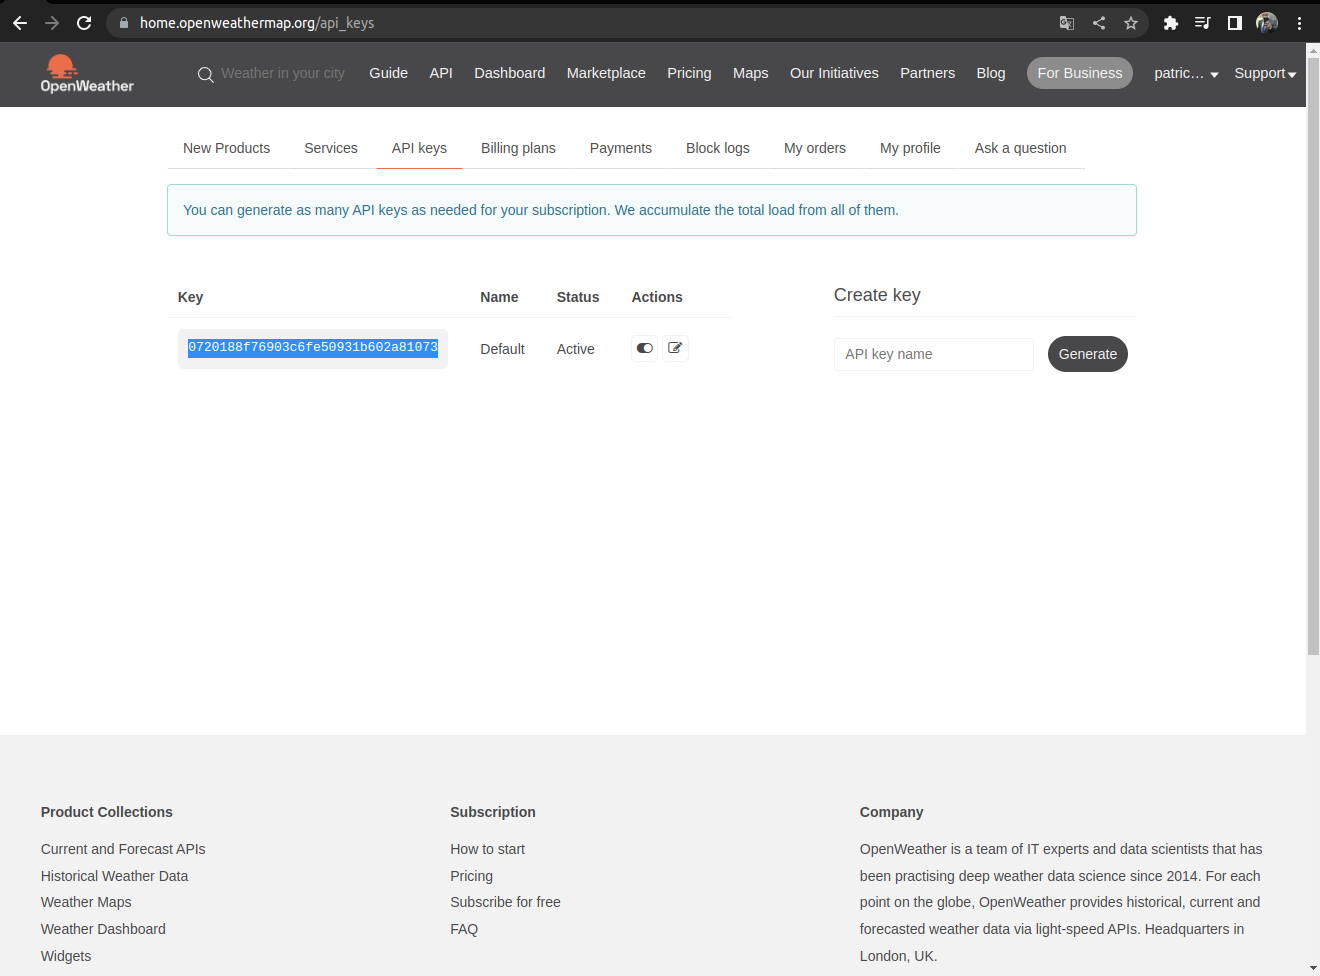 home.openweathermap.org/api_keys
OpenWeather
Weather in your city Guide API Dashboard Marketplace Pricing Maps Our Initiatives Partners Blog For Business patric... Support
New Products Services API keys Billing plans Payments Block logs My orders My profile Ask a question
You can generate as many API keys as needed for your subscription. We accumulate the total load from all of them.
Key Name Status Actions Create key
0720188f76903c6fe50931b602a81073 Default Active API key name Generate
Product Collections
Current and Forecast APIs
Historical Weather Data
Weather Maps
Weather Dashboard
Widgets
Subscription
How to start
Pricing
Subscribe for free
FAQ
Company
OpenWeather is a team of IT experts and data scientists that has
been practising deep weather data science since 2014. For each
point on the globe, OpenWeather provides historical, current and
forecasted weather data via light-speed APIs. Headquarters in
London, UK.